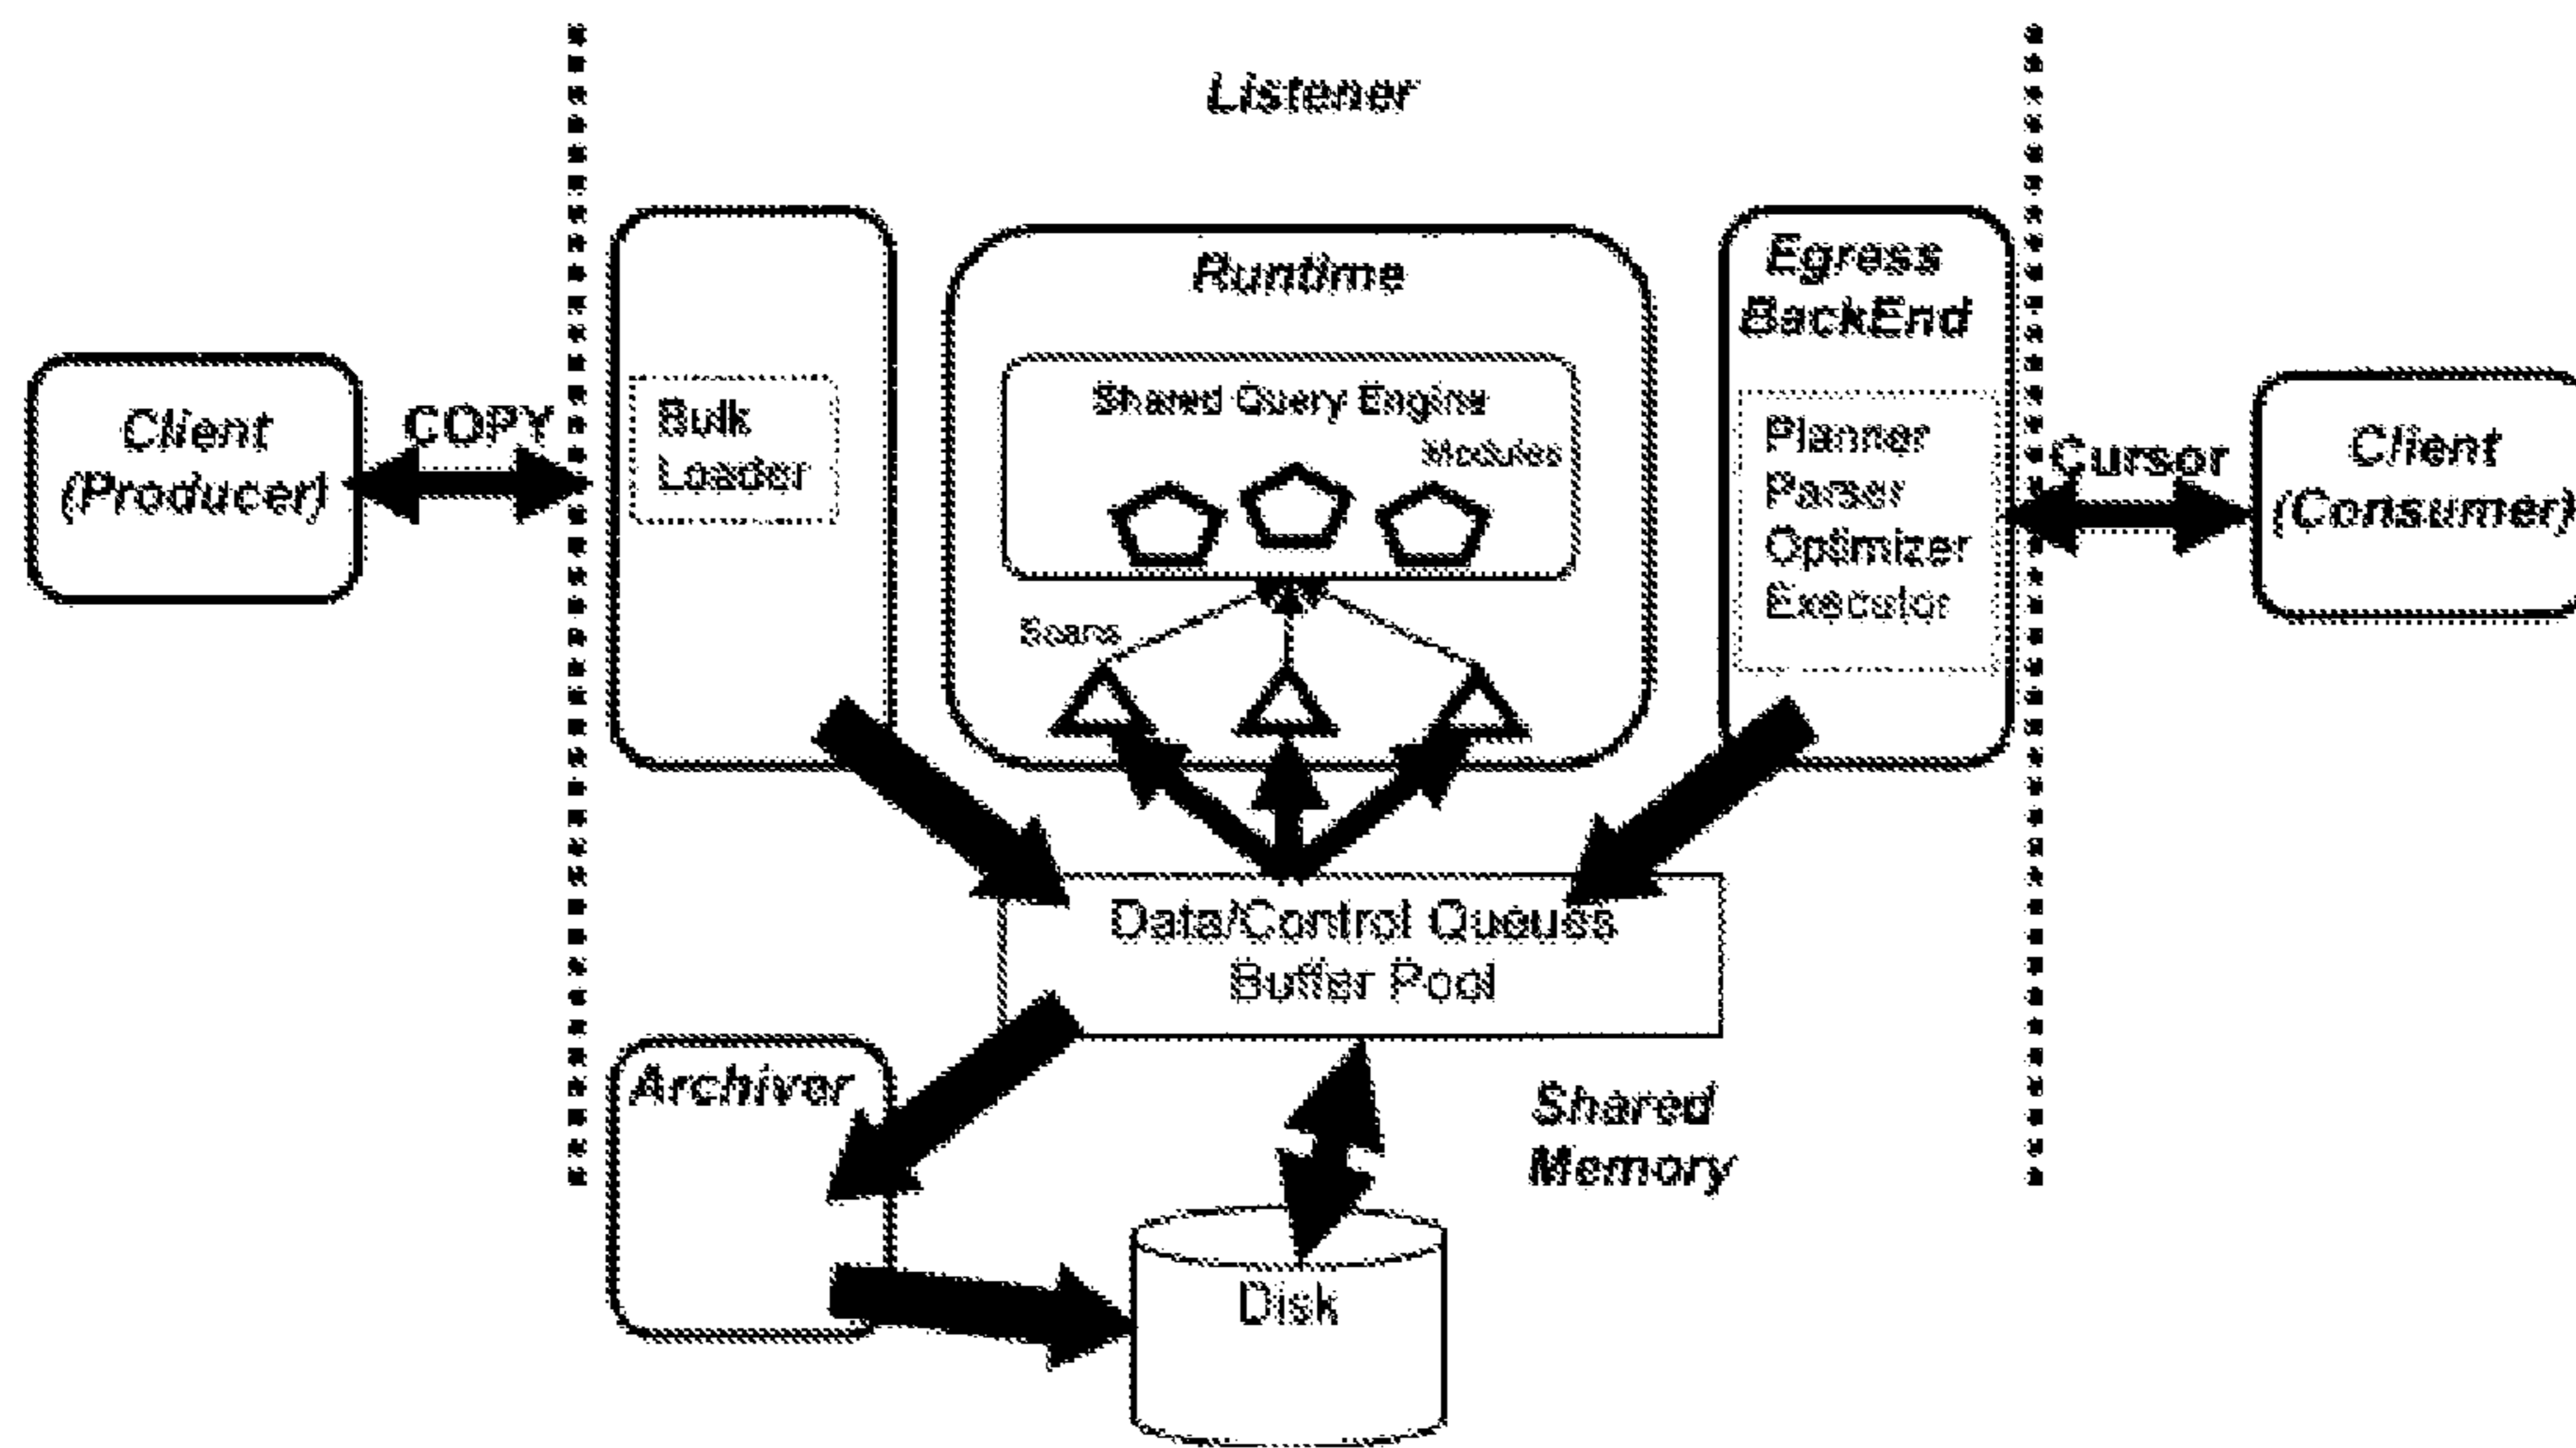 Listener
Client
(Producer)
COPY
Bulk
Loader
Runtime
Shared Query Engine
Modules
Scans
Egress
BackEnd
Planner
Parser
Optimizer
Executor
Cursor
Client
(Consumer)
Data/Control Queues
Buffer Pool
Archiver
Shared
Memory
Disk